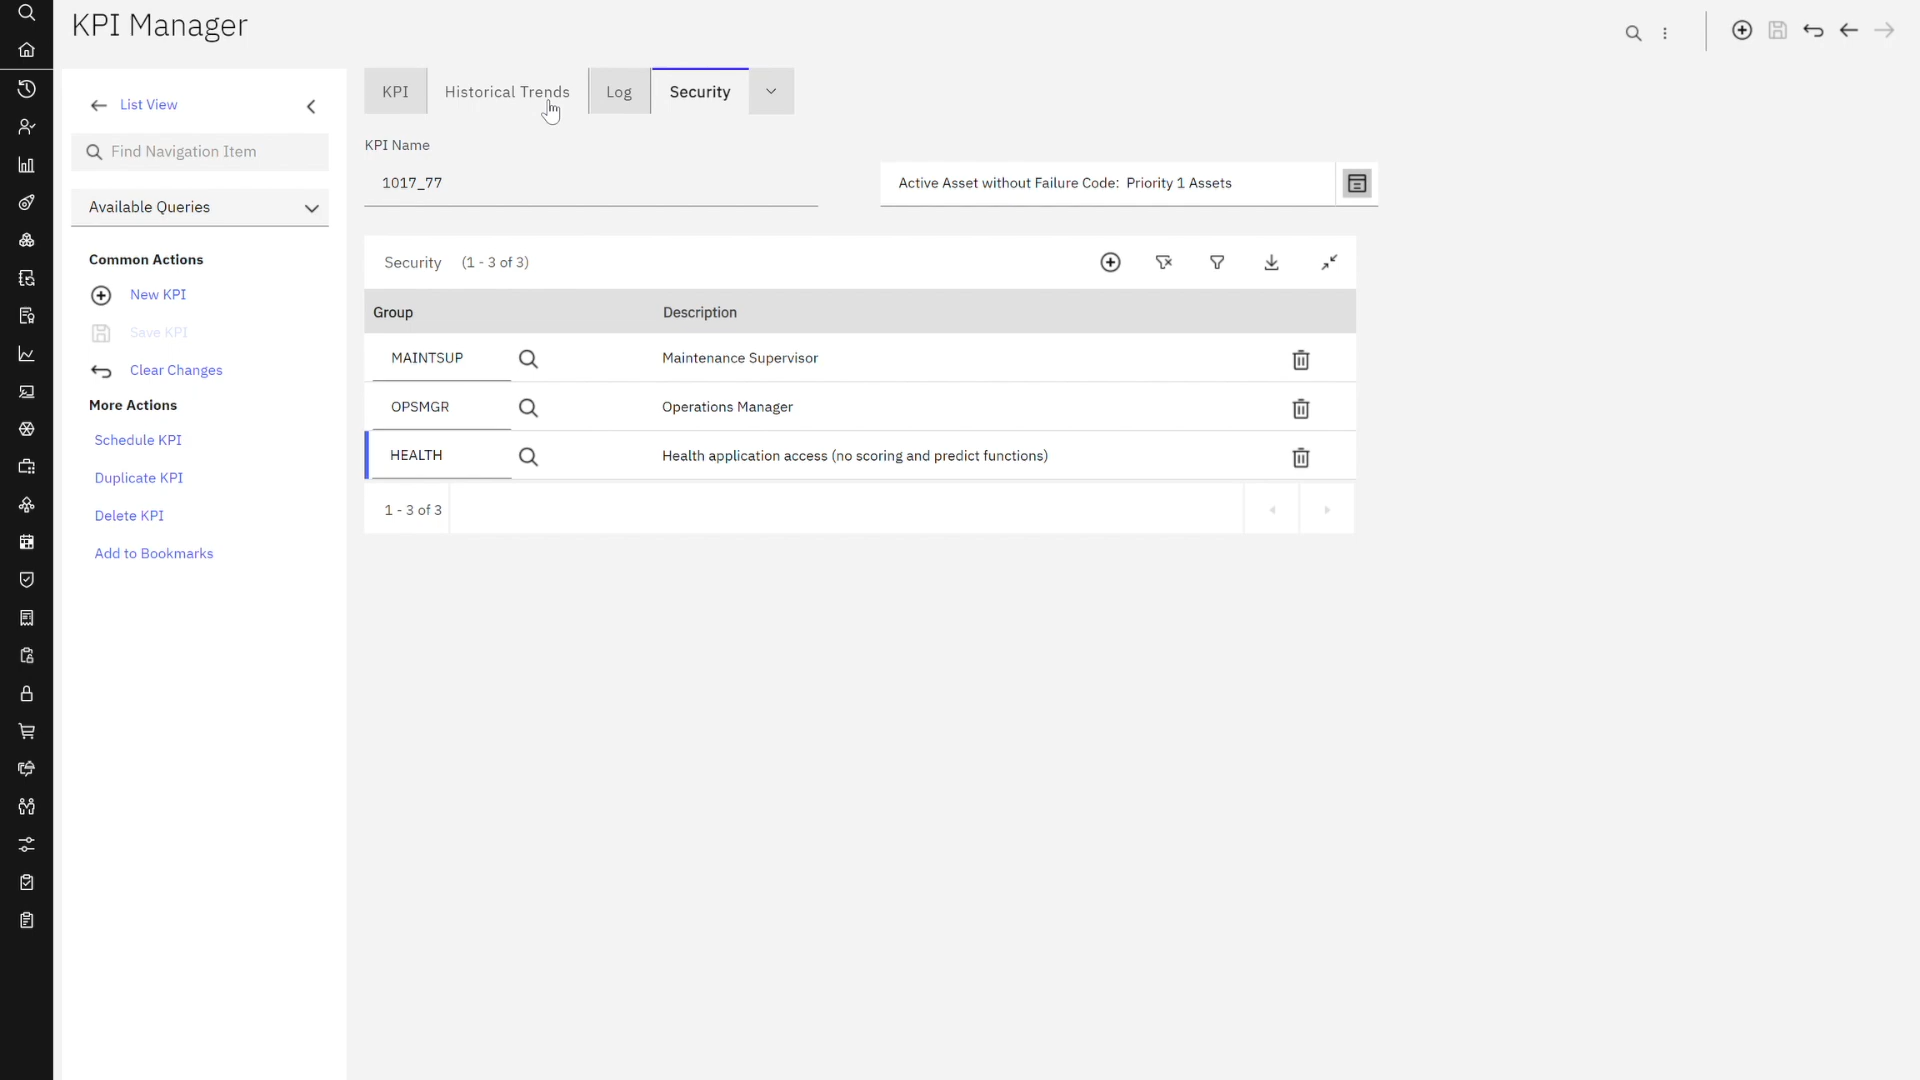 KPI Manager
List View
Find Navigation Item
Available Queries
Common Actions
New KPI
Save KPI
Clear Changes
More Actions
Schedule KPI
Duplicate KPI
Delete KPI
Add to Bookmarks
KPI Historical Trends Log Security
KPI Name
1017_77 Active Asset without Failure Code: Priority 1 Assets
Security (1 - 3 of 3)
Group Description
MAINTSUP Maintenance Supervisor
OPSMGR Operations Manager
HEALTH Health application access (no scoring and predict functions)
1 - 3 of 3